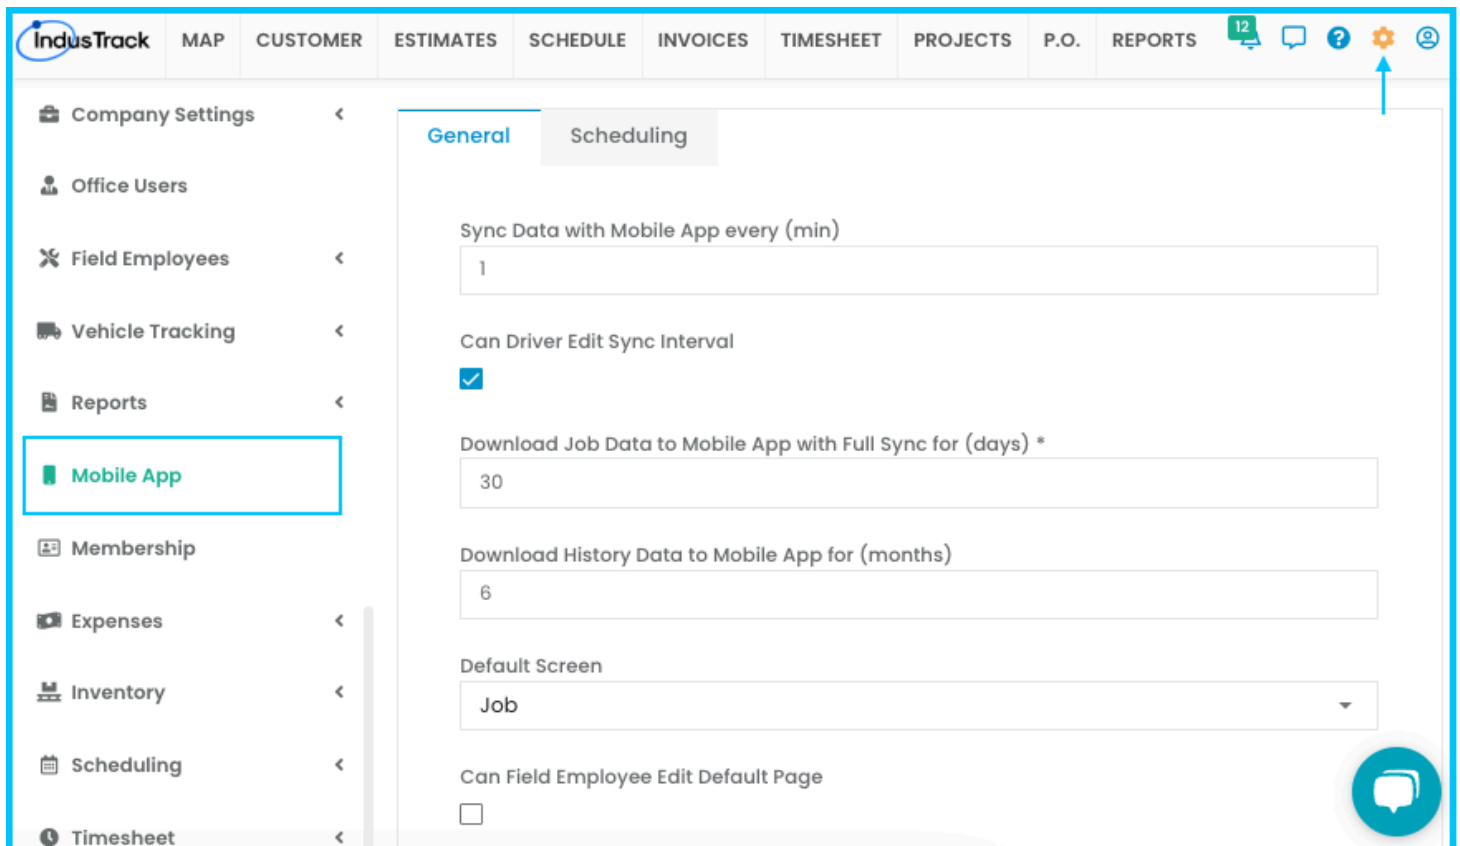 IndusTrack MAP CUSTOMER ESTIMATES SCHEDULE INVOICES TIMESHEET PROJECTS P.O. REPORTS 12
Company Settings
Office Users
Field Employees
Vehicle Tracking
Reports
Mobile App
Membership
Expenses
Inventory
Scheduling
Timesheet
General Scheduling
Sync Data with Mobile App every (min)
1
Can Driver Edit Sync Interval
Download Job Data to Mobile App with Full Sync for (days) *
30
Download History Data to Mobile App for (months)
6
Default Screen
Job
Can Field Employee Edit Default Page